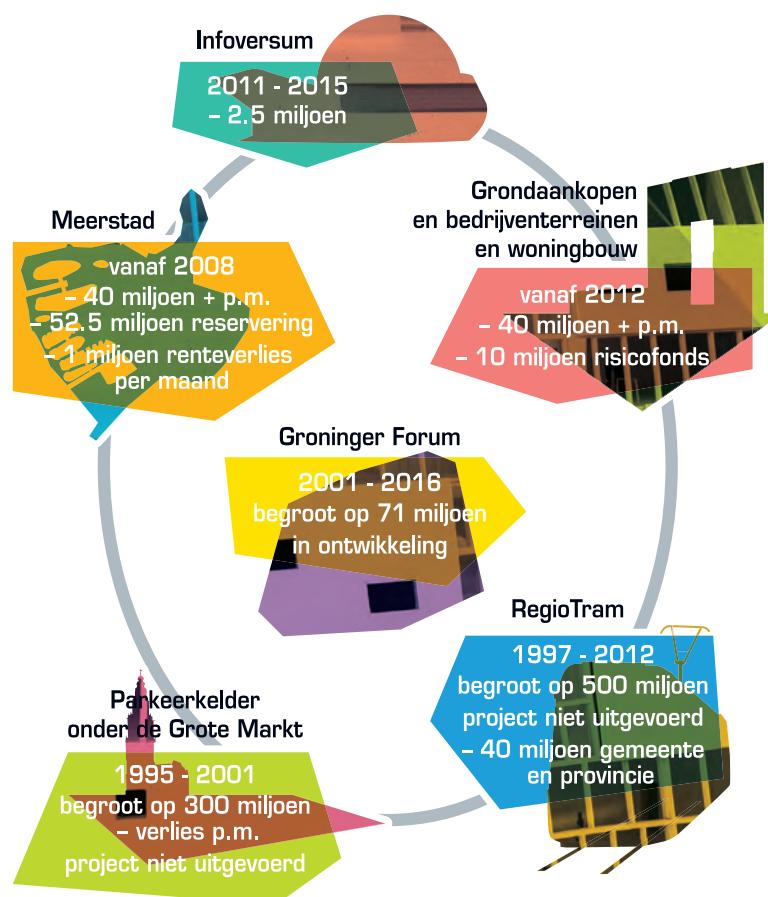 Infoversum
2011 - 2015
– 2.5 miljoen
Grondaankopen
en bedrijventerreinen
en woningbouw
vanaf 2012
– 40 miljoen + p.m.
– 10 miljoen risicofonds
Meerstad
vanaf 2008
– 40 miljoen + p.m.
– 52.5 miljoen reservering
– 1 miljoen renteverlies
per maand
Groninger Forum
2001 - 2016
begroot op 71 miljoen
in ontwikkeling
RegioTram
1997 - 2012
begroot op 500 miljoen
project niet uitgevoerd
– 40 miljoen gemeente
en provincie
Parkeerkelder
onder de Grote Markt
1995 - 2001
begroot op 300 miljoen
– verlies p.m.
project niet uitgevoerd